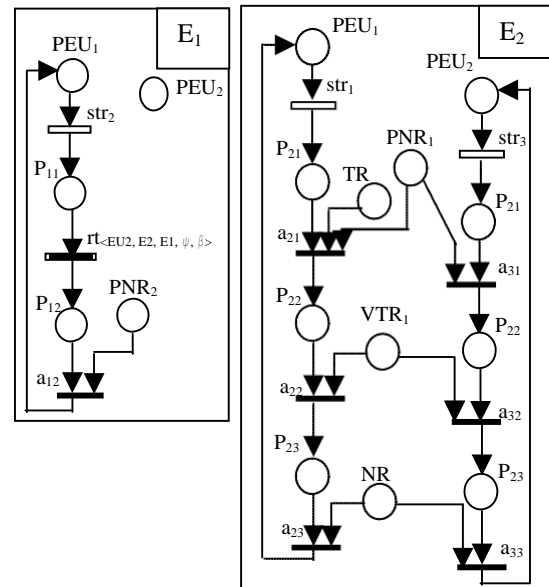 E₁
PEU₁
PEU₂
str₂
P₁₁
rt<EU2, E2, E1, ψ, β>
P₁₂
PNR₂
a₁₂
E₂
PEU₁
PEU₂
str₁
str₃
P₂₁
PNR₁
TR
P₂₁
a₂₁
a₃₁
P₂₂
VTR₁
P₂₂
a₂₂
a₃₂
P₂₃
NR
P₂₃
a₂₃
a₃₃